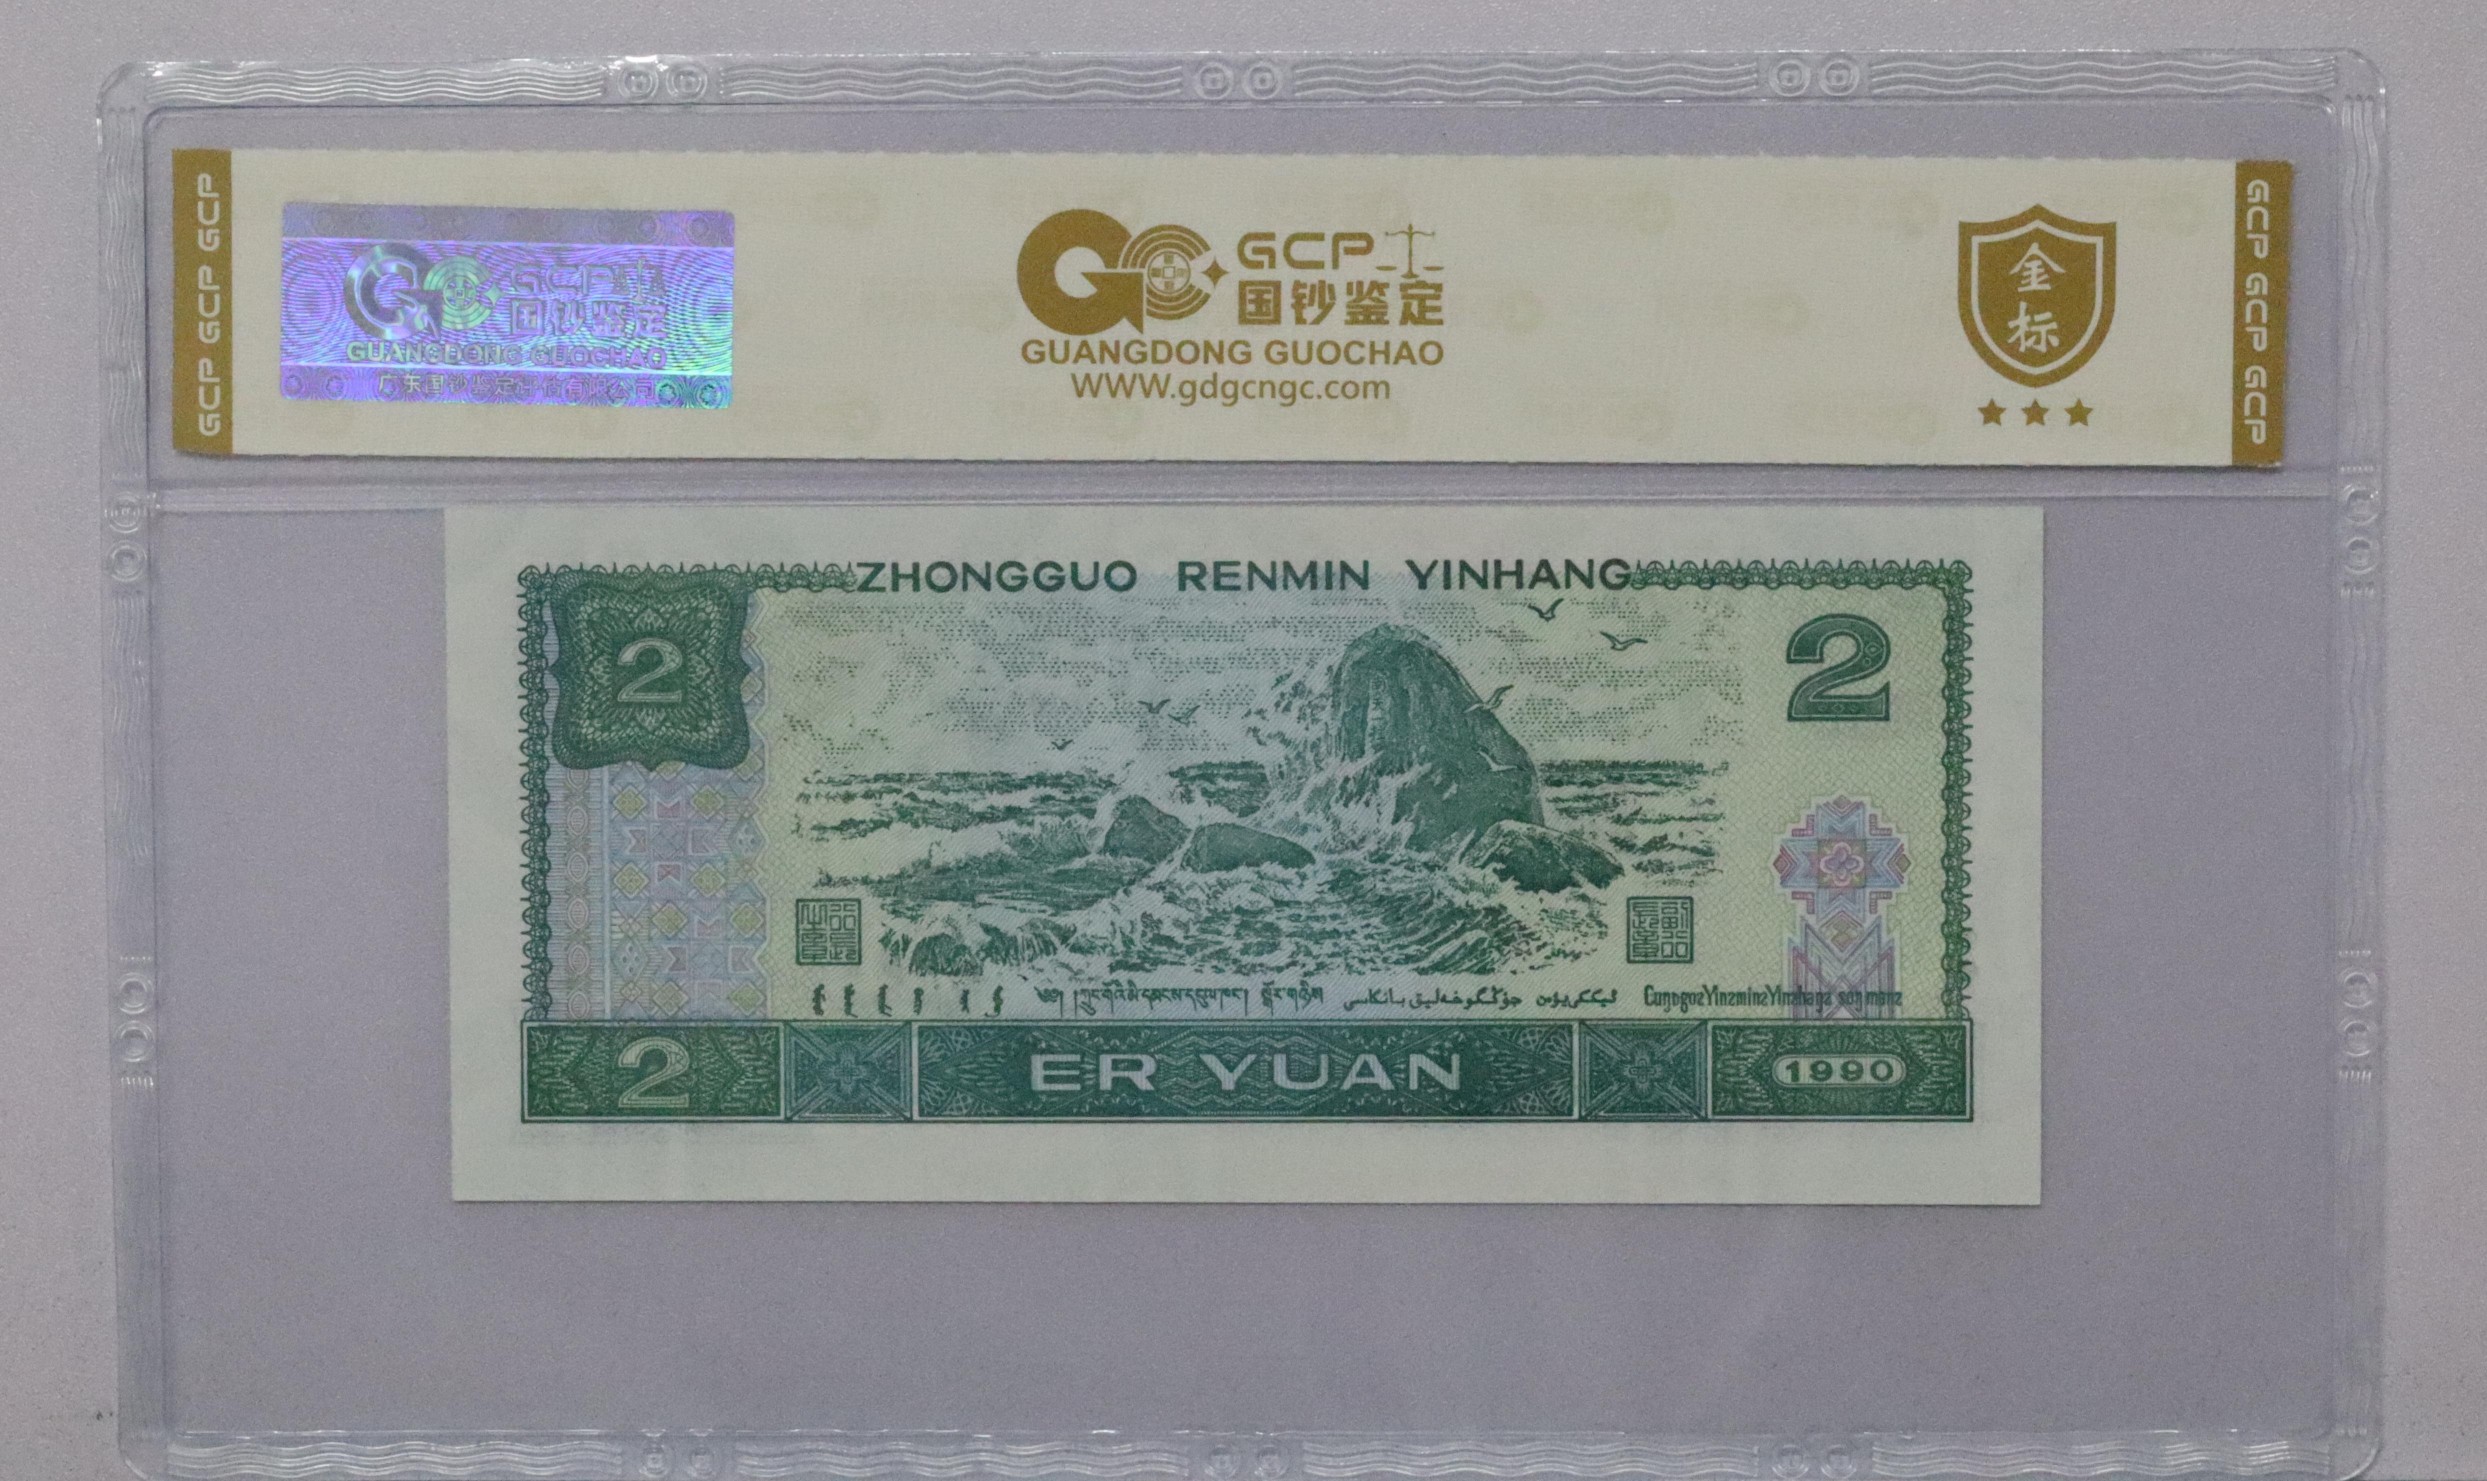 GCP GCP GCP
GCP
国钞鉴定
GUANGDONG GUOCHAO
广东国钞鉴定评估有限公司
GCP
国钞鉴定
GUANGDONG GUOCHAO
WWW.gdgcngc.com
金
标
GCP GCP GCP
ZHONGGUO RENMIN YINHANG
2
2
2 ERYUAN 1990